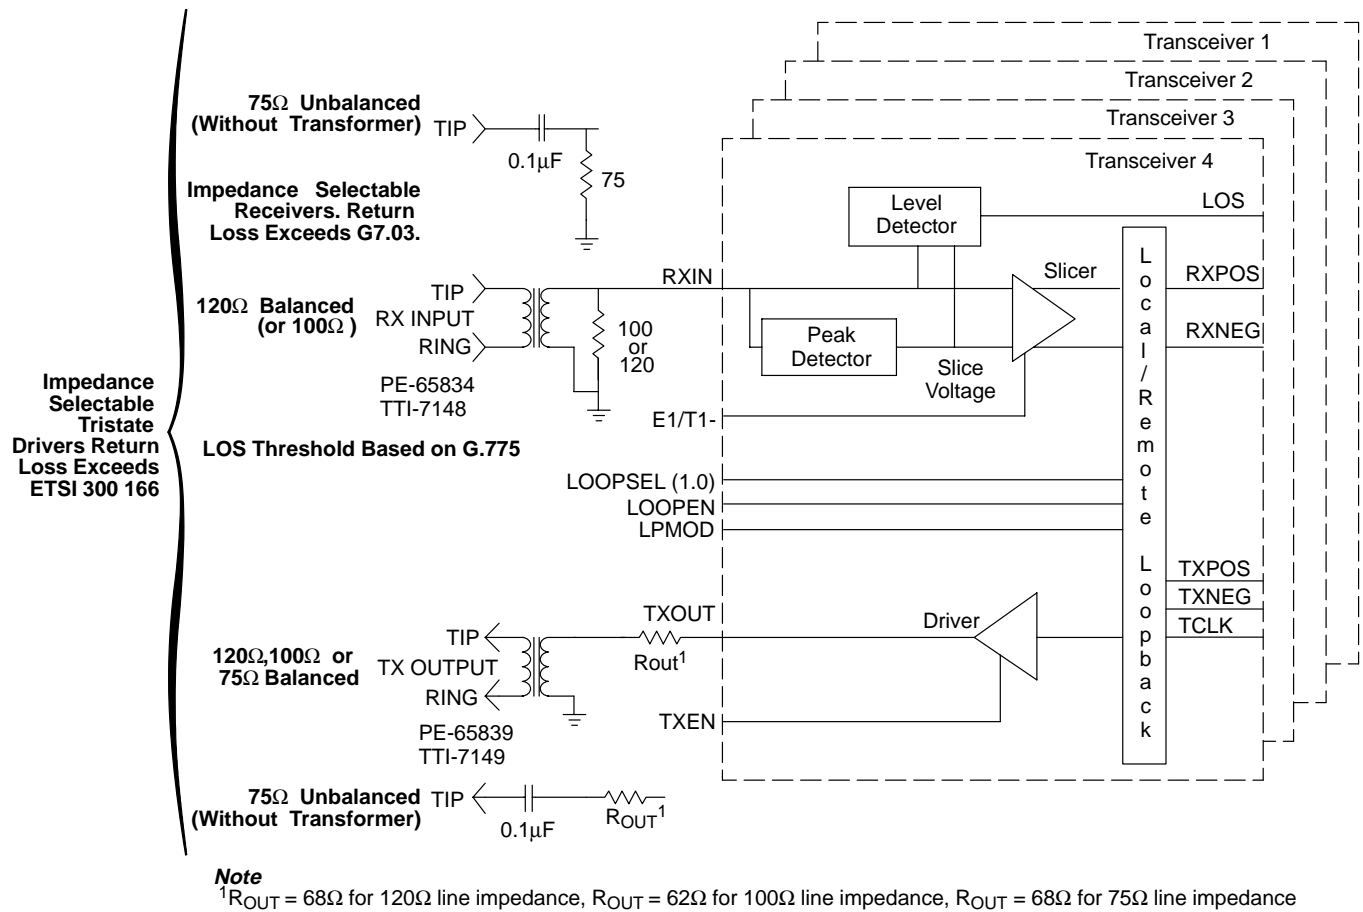 Transceiver 1
Transceiver 2
Transceiver 3
Transceiver 4
75Ω Unbalanced
(Without Transformer)
TIP
0.1μF
75
Impedance Selectable
Receivers. Return
Loss Exceeds G7.03.
Level
Detector
LOS
RXIN
Slicer
RXPOS
TIP
120Ω Balanced
(or 100Ω )
RX INPUT
RING
100
or
120
Peak
Detector
RXNEG
Slice
Voltage
PE-65834
TTI-7148
E1/T1-
Impedance
Selectable
Tristate
Drivers Return
Loss Exceeds
ETSI 300 166
LOS Threshold Based on G.775
LOOPSEL (1.0)
LOOPEN
LPMOD
Local/Remote Loopback
TXPOS
TXNEG
TCLK
TXOUT
Driver
TIP
Rout1
120Ω,100Ω or
75Ω Balanced
TX OUTPUT
RING
TXEN
PE-65839
TTI-7149
75Ω Unbalanced
(Without Transformer)
TIP
0.1μF
ROUT1
Note
1ROUT = 68Ω for 120Ω line impedance, ROUT = 62Ω for 100Ω line impedance, ROUT = 68Ω for 75Ω line impedance